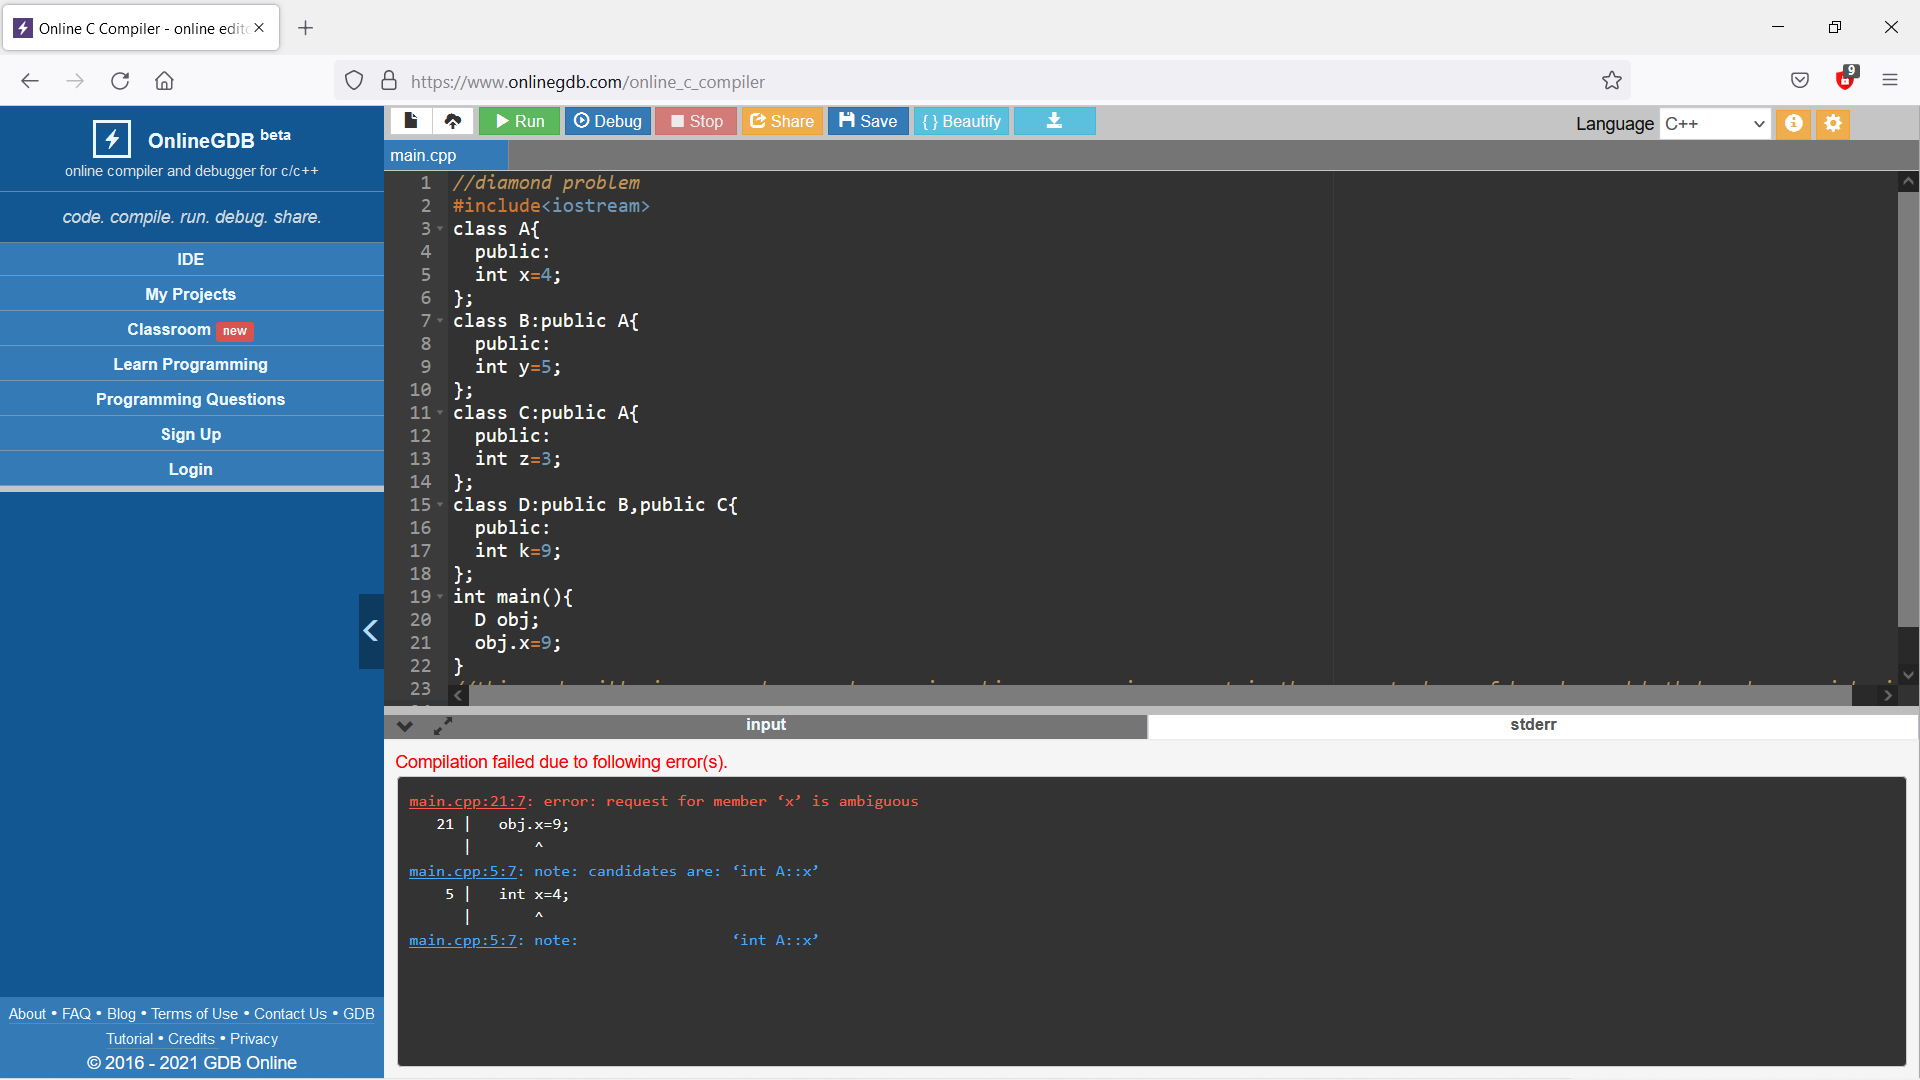 Online C Compiler - online edit
https://www.onlinegdb.com/online_c_compiler
9
OnlineGDB beta
online compiler and debugger for c/c++
code. compile. run. debug. share.
IDE
My Projects
Classroom new
Learn Programming
Programming Questions
Sign Up
Login
About • FAQ • Blog • Terms of Use • Contact Us • GDB
Tutorial • Credits • Privacy
© 2016 - 2021 GDB Online
Run Debug Stop Share Save { } Beautify
Language C++
main.cpp
1 //diamond problem
2 #include<iostream>
3 class A{
4 public:
5 int x=4;
6 };
7 class B:public A{
8 public:
9 int y=5;
10 };
11 class C:public A{
12 public:
13 int z=3;
14 };
15 class D:public B,public C{
16 public:
17 int k=9;
18 };
19 int main(){
20 D obj;
21 obj.x=9;
22 }
23
input
stderr
Compilation failed due to following error(s).
main.cpp:21:7: error: request for member ‘x’ is ambiguous
21 | obj.x=9;
| ^
main.cpp:5:7: note: candidates are: ‘int A::x’
5 | int x=4;
| ^
main.cpp:5:7: note: ‘int A::x’